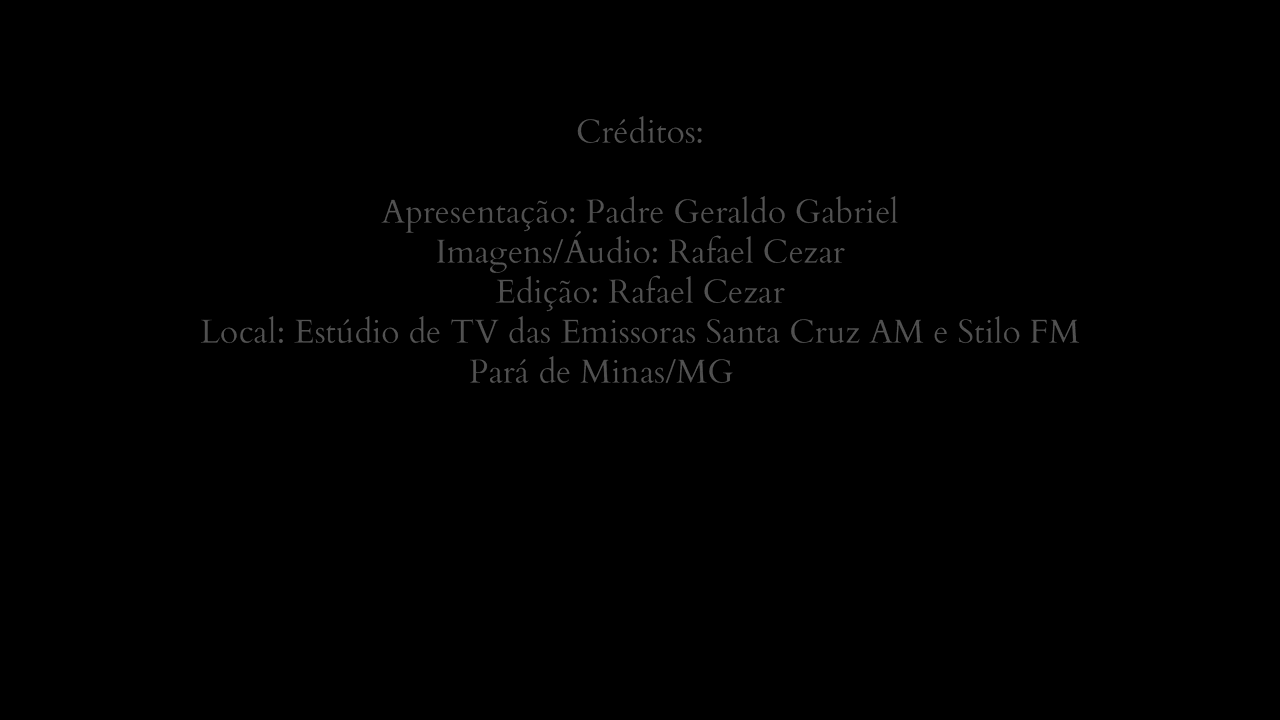 Créditos:
Apresentação: Padre Geraldo Gabriel
Imagens/Áudio: Rafael Cezar
Edição: Rafael Cezar
Local: Estúdio de TV das Emissoras Santa Cruz AM e Stilo FM
Pará de Minas/MG